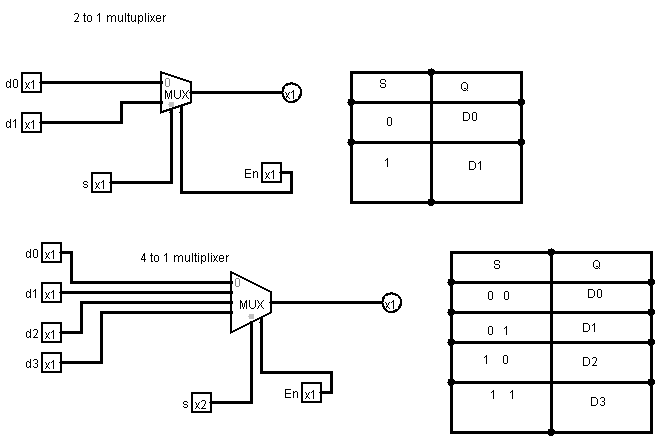 2 to 1 multuplixer
d0 x1
0
MUX
x1
d1 x1
s x1
En x1
S Q
0 D0
1 D1
4 to 1 multiplixer
d0 x1
d1 x1
0
MUX
x1
d2 x1
d3 x1
s x2
En x1
S Q
0 0 D0
0 1 D1
1 0 D2
1 1 D3